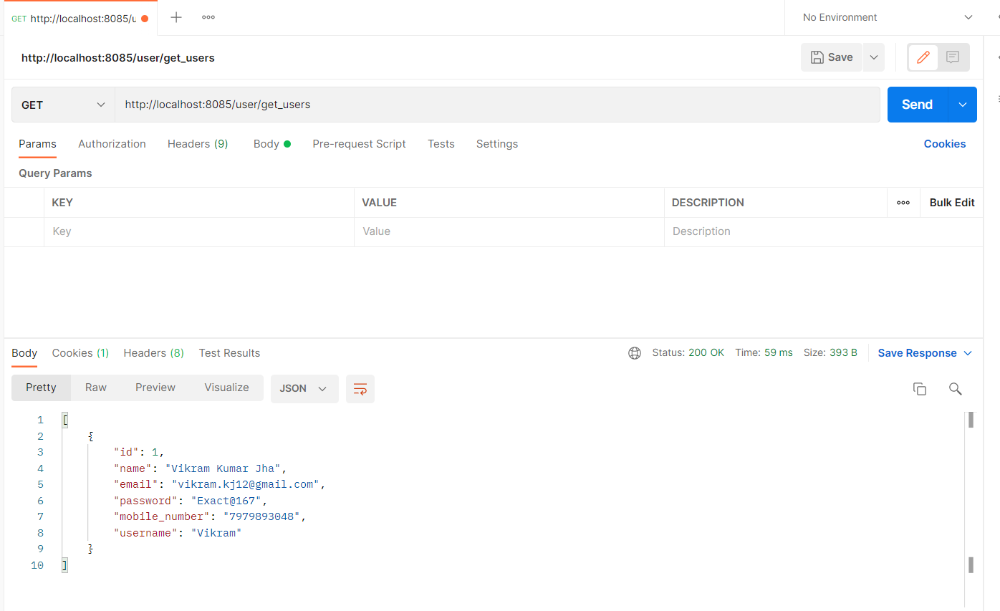 GET http://localhost:8085/u
No Environment
http://localhost:8085/user/get_users
Save
GET http://localhost:8085/user/get_users
Send
Params Authorization Headers (9) Body Pre-request Script Tests Settings Cookies
Query Params
KEY VALUE DESCRIPTION Bulk Edit
Key Value Description
Body Cookies (1) Headers (8) Test Results Status: 200 OK Time: 59 ms Size: 393 B Save Response
Pretty Raw Preview Visualize JSON
1 [
2 {
3 "id": 1,
4 "name": "Vikram Kumar Jha",
5 "email": "vikram.kj12@gmail.com",
6 "password": "Exact@167",
7 "mobile_number": "7979893048",
8 "username": "Vikram"
9 }
10 ]